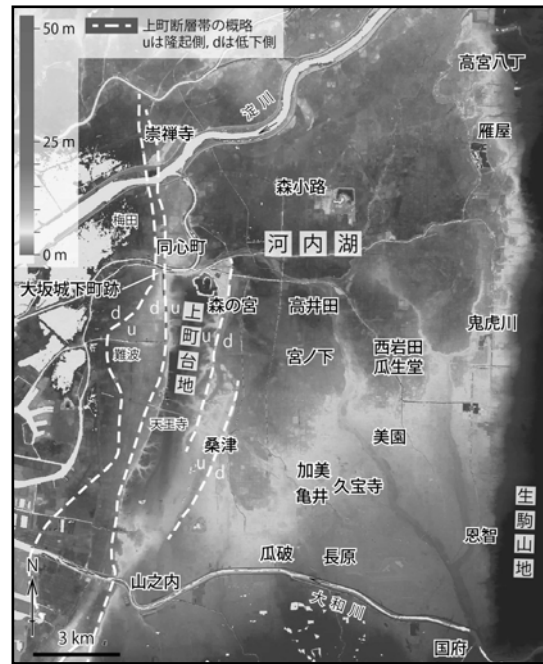 50 m
25 m
0 m
上町断層帯の概略
uは隆起側, dは低下側
高宮八丁
淀川
崇禅寺
雁屋
森小路
梅田
同心町
河内湖
大坂城下町跡
森の宮
高井田
鬼虎川
d
u
d
u
u
d
上町台地
宮ノ下
西岩田
瓜生堂
難波
天王寺
桑津
u
d
美園
加美
亀井
久宝寺
生駒山地
恩智
瓜破
長原
山之内
大和川
N
3 km
国府